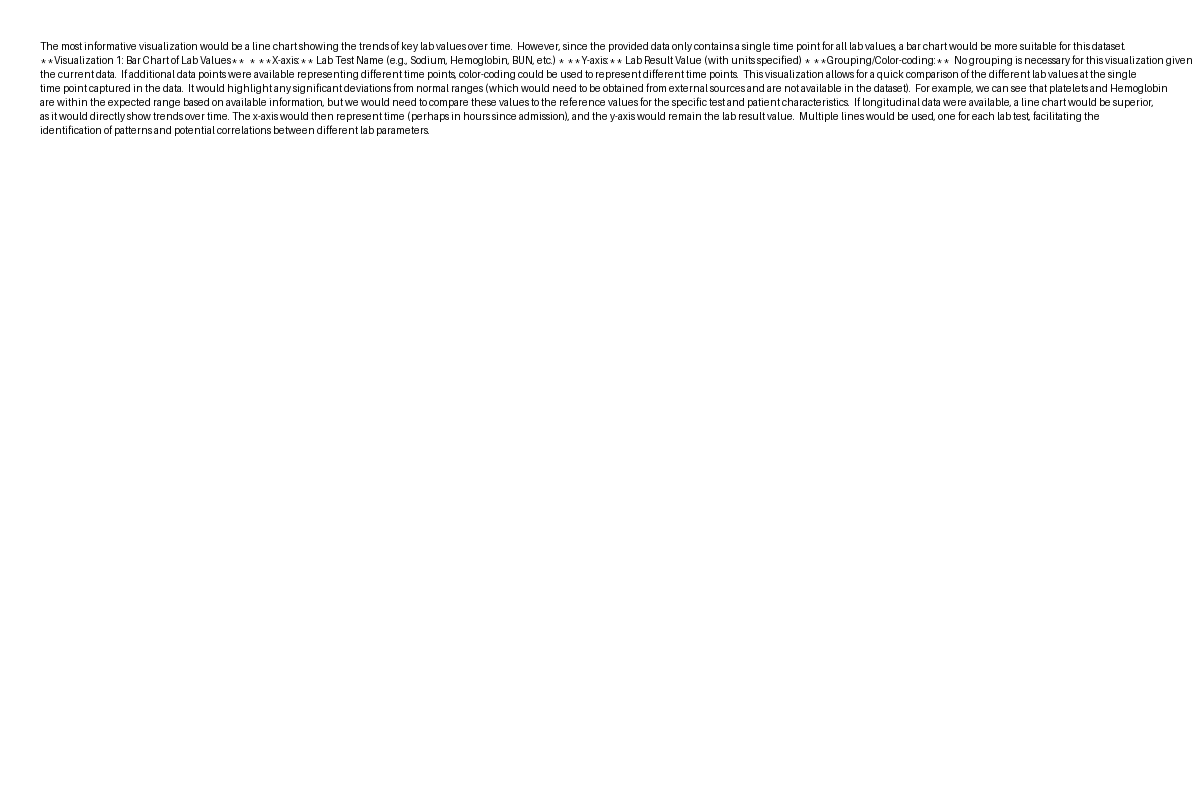 The most informative visualization would be a line chart showing the trends of key lab values over time.  However, since the provided data only contains a single time point for all lab values, a bar chart would be more suitable for this dataset.
**Visualization 1: Bar Chart of Lab Values**  * **X-axis:** Lab Test Name (e.g., Sodium, Hemoglobin, BUN, etc.) * **Y-axis:** Lab Result Value (with units specified) * **Grouping/Color-coding:**  No grouping is necessary for this visualization given
the current data.  If additional data points were available representing different time points, color-coding could be used to represent different time points.  This visualization allows for a quick comparison of the different lab values at the single
time point captured in the data.  It would highlight any significant deviations from normal ranges (which would need to be obtained from external sources and are not available in the dataset).  For example, we can see that platelets and Hemoglobin
are within the expected range based on available information, but we would need to compare these values to the reference values for the specific test and patient characteristics.  If longitudinal data were available, a line chart would be superior,
as it would directly show trends over time. The x-axis would then represent time (perhaps in hours since admission), and the y-axis would remain the lab result value.  Multiple lines would be used, one for each lab test, facilitating the
identification of patterns and potential correlations between different lab parameters.